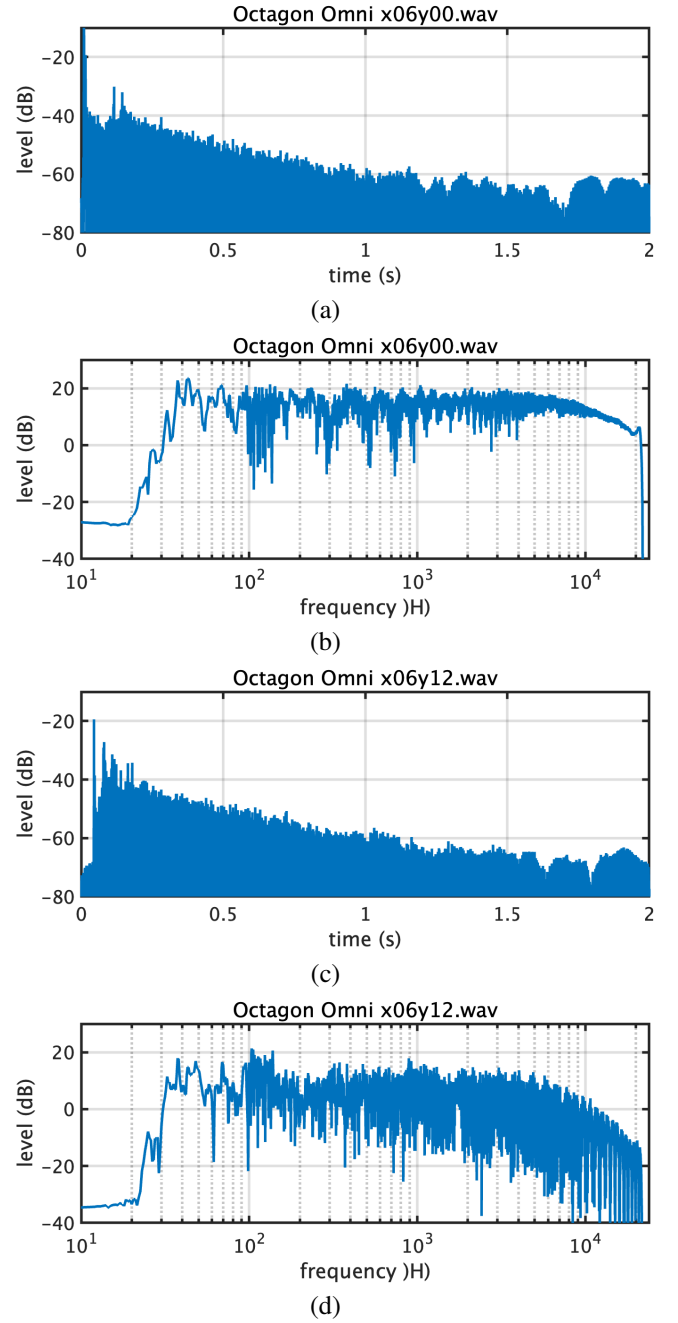 Octagon Omni x06y00.wav
level (dB)
−20
−40
−60
−80
0 0.5 1 1.5 2
time (s)
(a)
Octagon Omni x06y00.wav
level (dB)
20
0
−20
−40
10^1 10^2 10^3 10^4
frequency )H)
(b)
Octagon Omni x06y12.wav
level (dB)
−20
−40
−60
−80
0 0.5 1 1.5 2
time (s)
(c)
Octagon Omni x06y12.wav
level (dB)
20
0
−20
−40
10^1 10^2 10^3 10^4
frequency )H)
(d)